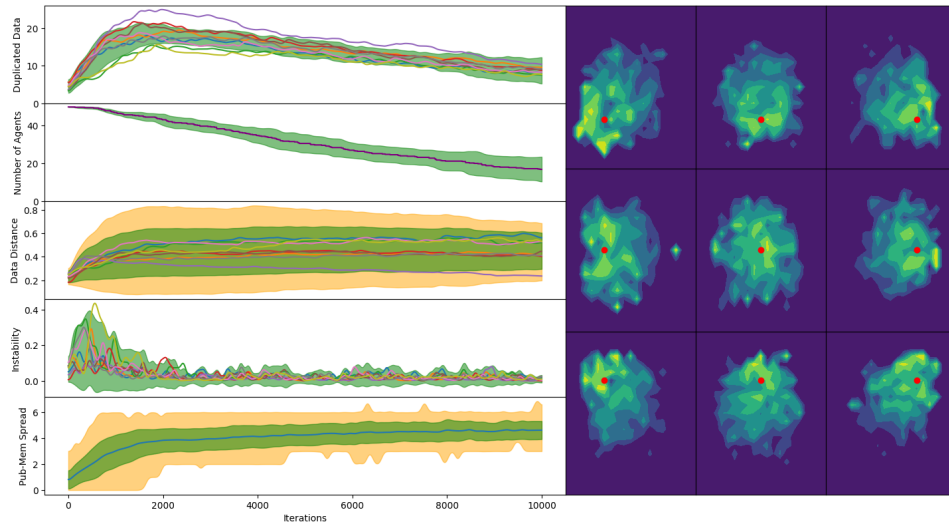 Duplicated Data
20
10
0
Number of Agents
40
20
0
Data Distance
0.8
0.6
0.4
0.2
Instability
0.4
0.2
0.0
Pub-Mem Spread
6
4
2
0
0 2000 4000 6000 8000 10000
Iterations